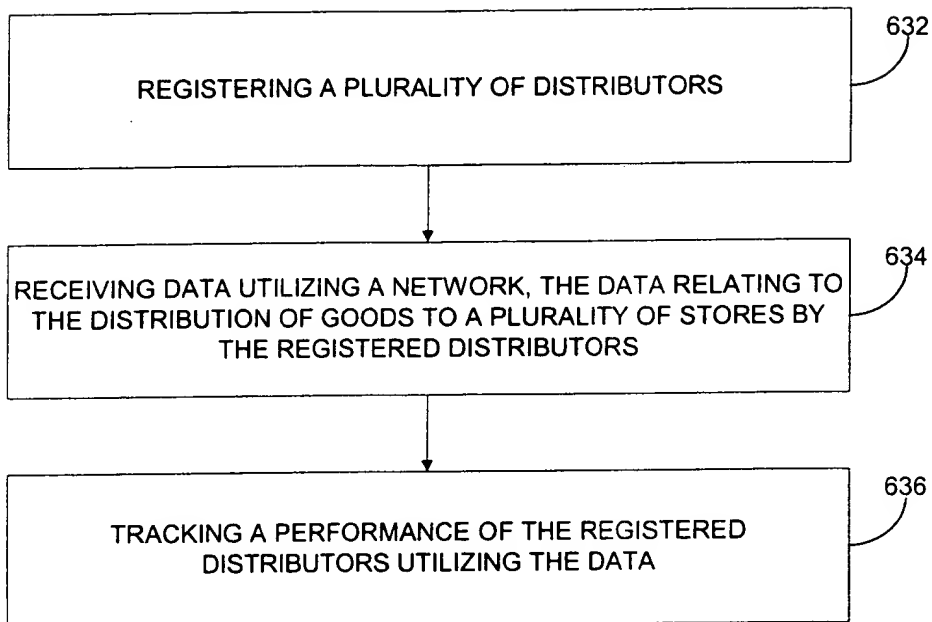 632
REGISTERING A PLURALITY OF DISTRIBUTORS
634
RECEIVING DATA UTILIZING A NETWORK, THE DATA RELATING TO
THE DISTRIBUTION OF GOODS TO A PLURALITY OF STORES BY
THE REGISTERED DISTRIBUTORS
636
TRACKING A PERFORMANCE OF THE REGISTERED
DISTRIBUTORS UTILIZING THE DATA